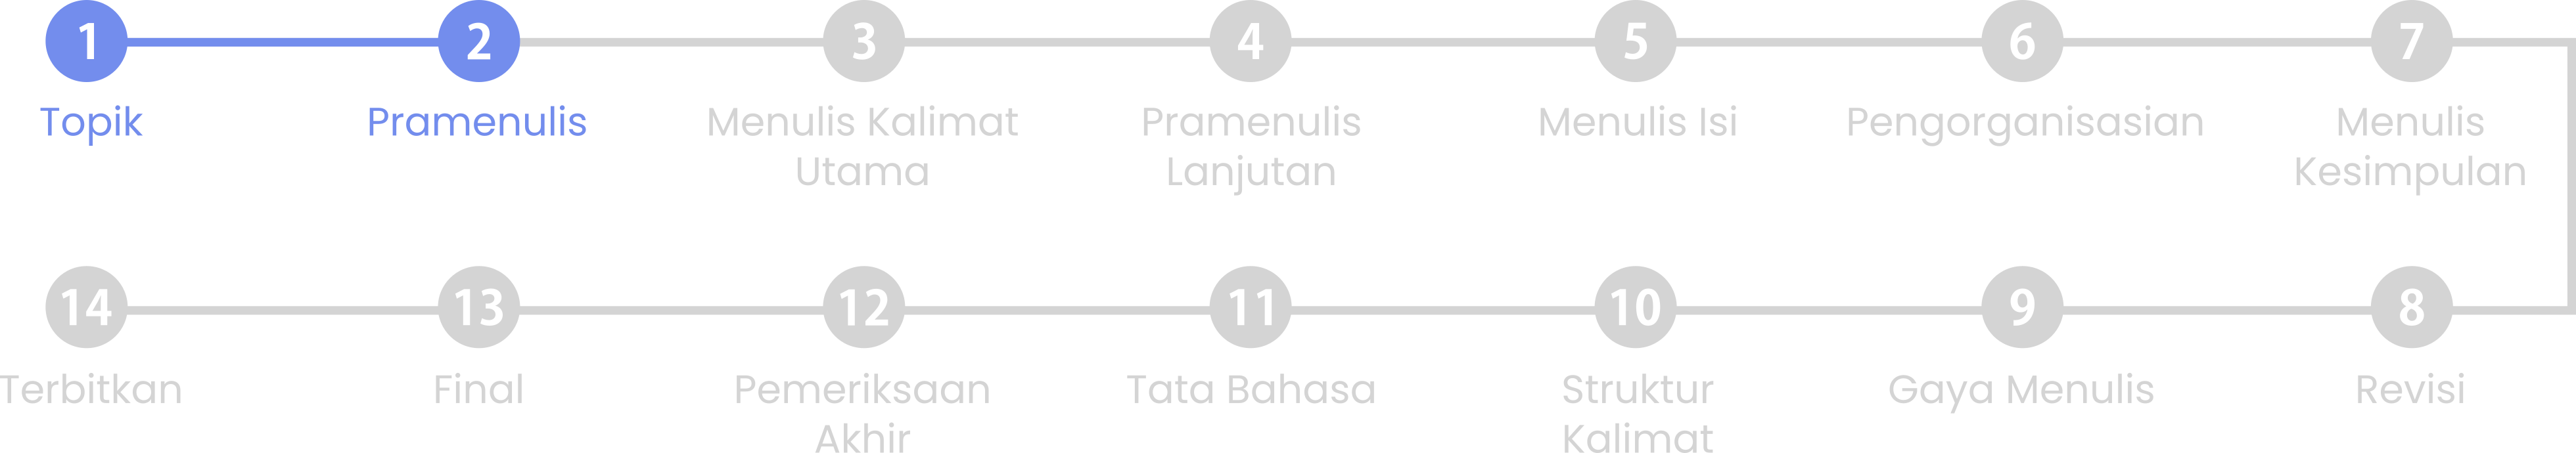 1 2 3 4 5 6 7
Topik Pramenulis Menulis Kalimat Pramenulis Menulis Isi Pengorganisasian Menulis
Utama Lanjutan Kesimpulan
14 13 12 11 10 9 8
Terbitkan Final Pemeriksaan Tata Bahasa Struktur Gaya Menulis Revisi
Akhir Kalimat